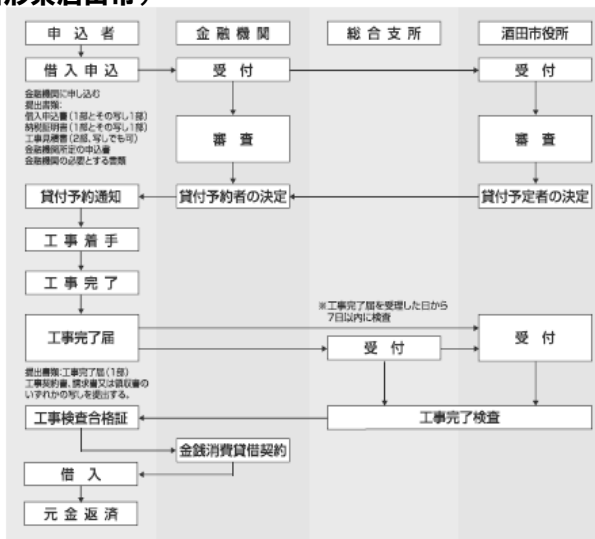 申込者
金融機関
総合支所
酒田市役所
借入申込
受付
受付
金融機関に申し込む
提出書類:
借入申込書(1部とその写し1部)
納税証明書(1部とその写し1部)
工事見積書(2部、写しでも可)
金融機関所定の申込書
金融機関の必要とする書類
審査
審査
貸付予約通知
貸付予約者の決定
貸付予定者の決定
工事着手
工事完了
※工事完了届を受理した日から
7日以内に検査
工事完了届
受付
受付
提出書類:工事完了届(1部)
工事契約書、請求書又は領収書の
いずれかの写しを提出する。
工事検査合格証
工事完了検査
金銭消費貸借契約
借入
元金返済